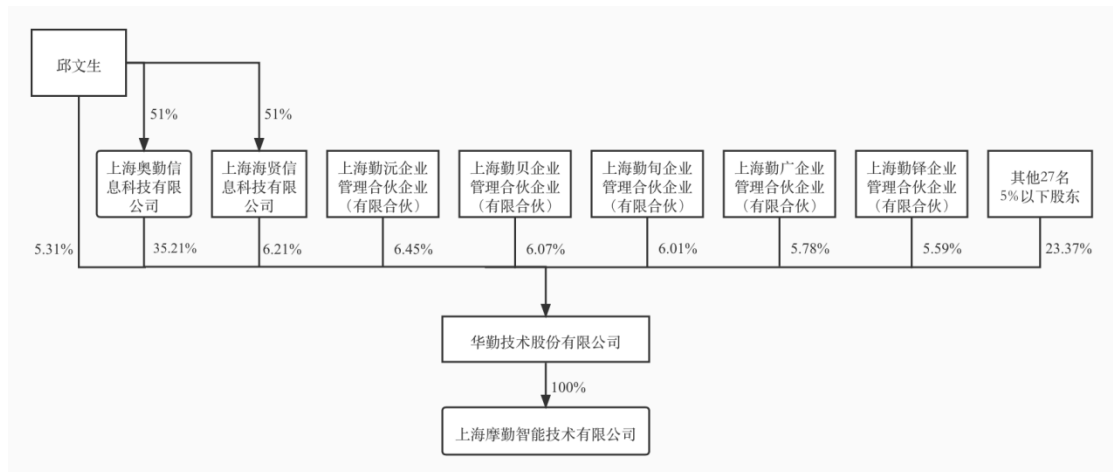 邱文生
51%
51%
上海奥勤信
息科技有限
公司
上海海贤信
息科技有限
公司
上海勤沅企业
管理合伙企业
（有限合伙）
上海勤贝企业
管理合伙企业
（有限合伙）
上海勤旬企业
管理合伙企业
（有限合伙）
上海勤广企业
管理合伙企业
（有限合伙）
上海勤铎企业
管理合伙企业
（有限合伙）
其他27名
5%以下股东
5.31%
35.21%
6.21%
6.45%
6.07%
6.01%
5.78%
5.59%
23.37%
华勤技术股份有限公司
100%
上海摩勤智能技术有限公司